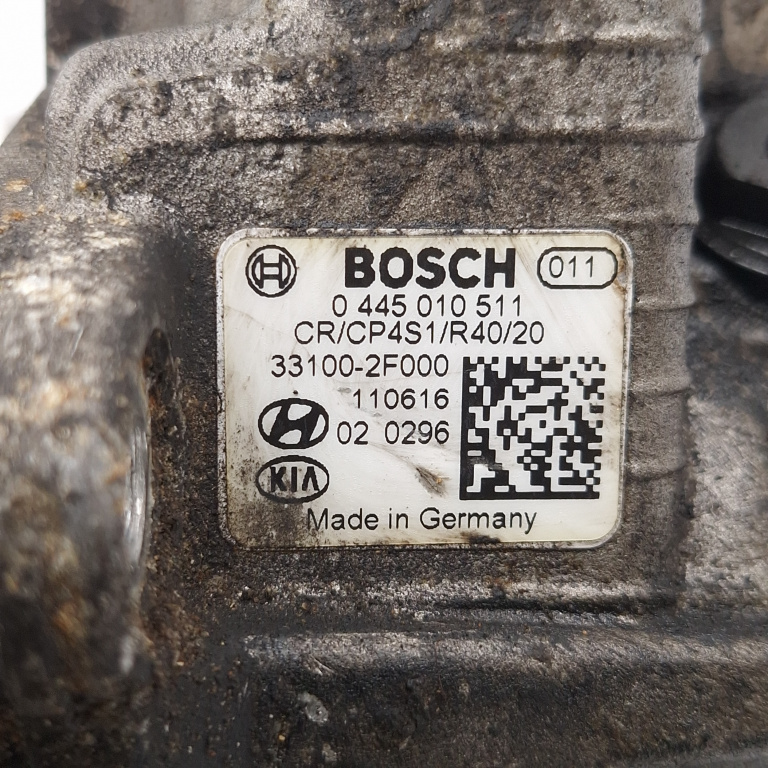 BOSCH 011
0 445 010 511
CR/CP4S1/R40/20
33100-2F000
110616
02 0296
KIA
Made in Germany